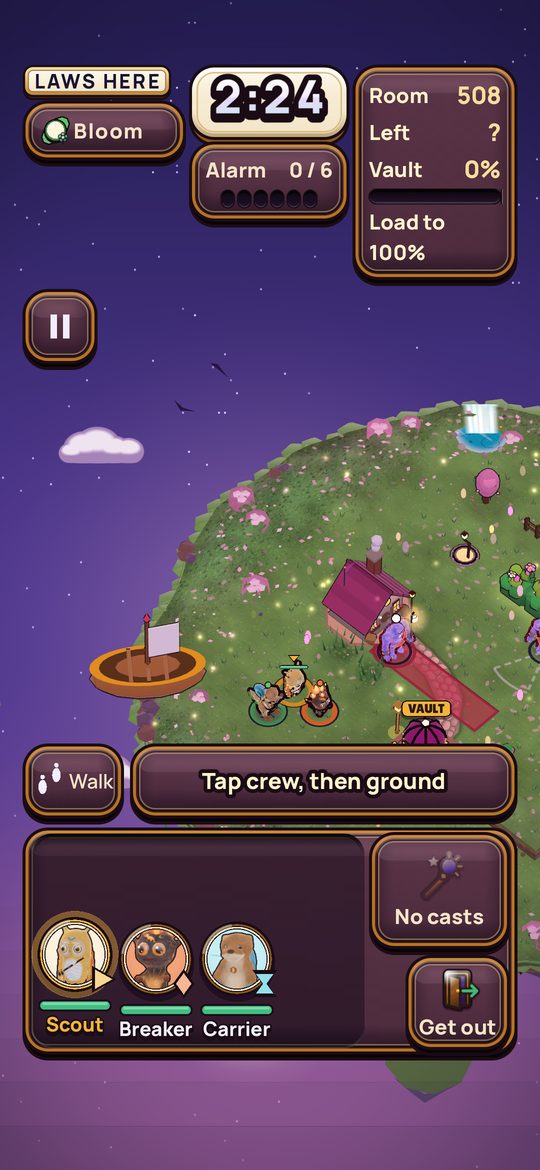 LAWS HERE
Bloom
2:24
Alarm 0 / 6
Room 508
Left ?
Vault 0%
Load to
100%
VAULT
Walk
Tap crew, then ground
No casts
Scout
Breaker
Carrier
Get out